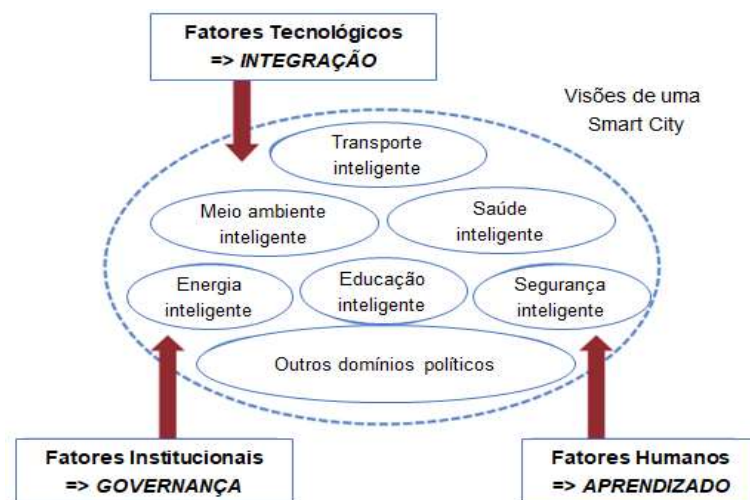 Fatores Tecnológicos
=> INTEGRAÇÃO
Visões de uma
Smart City
Transporte
inteligente
Meio ambiente
inteligente
Saúde
inteligente
Energia
inteligente
Educação
inteligente
Segurança
inteligente
Outros domínios políticos
Fatores Institucionais
=> GOVERNANÇA
Fatores Humanos
=> APRENDIZADO